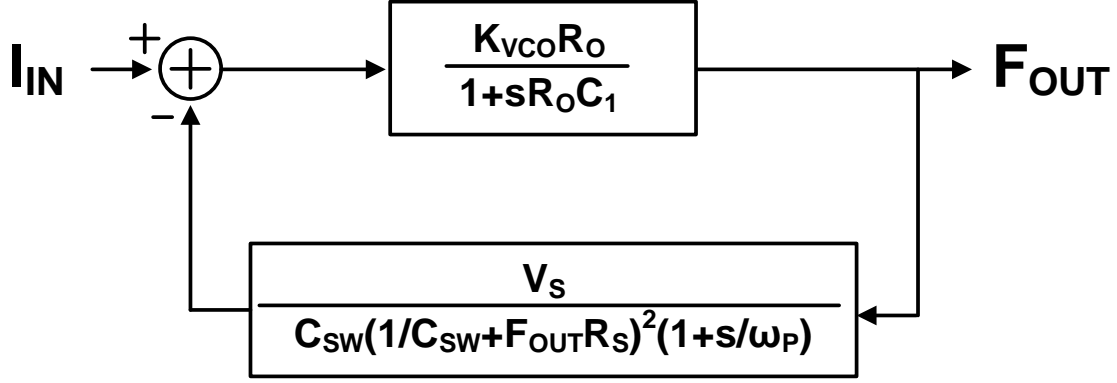 I_IN
+
+
−
K_VCO R_O
1+sR_O C_1
F_OUT
V_S
C_SW(1/C_SW+F_OUT R_S)²(1+s/ω_P)